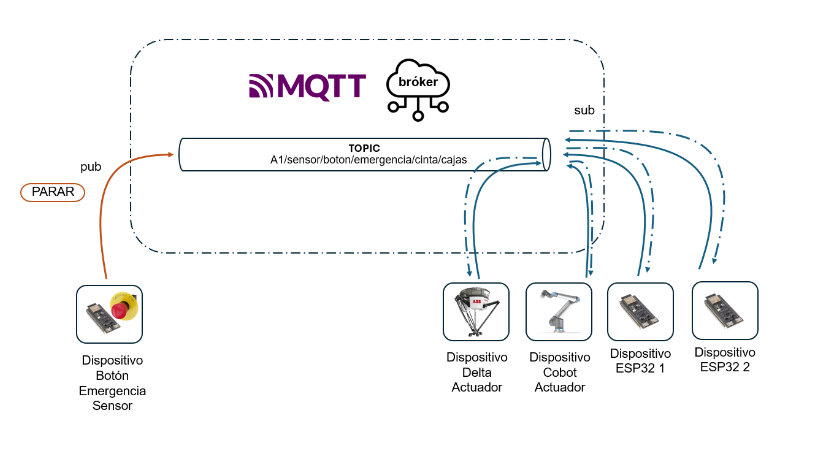 MQTT
bróker
sub
TOPIC
A1/sensor/boton/emergencia/cinta/cajas
pub
PARAR
ABB
Dispositivo
Botón
Emergencia
Sensor
Dispositivo
Delta
Actuador
Dispositivo
Cobot
Actuador
Dispositivo
ESP32 1
Dispositivo
ESP32 2